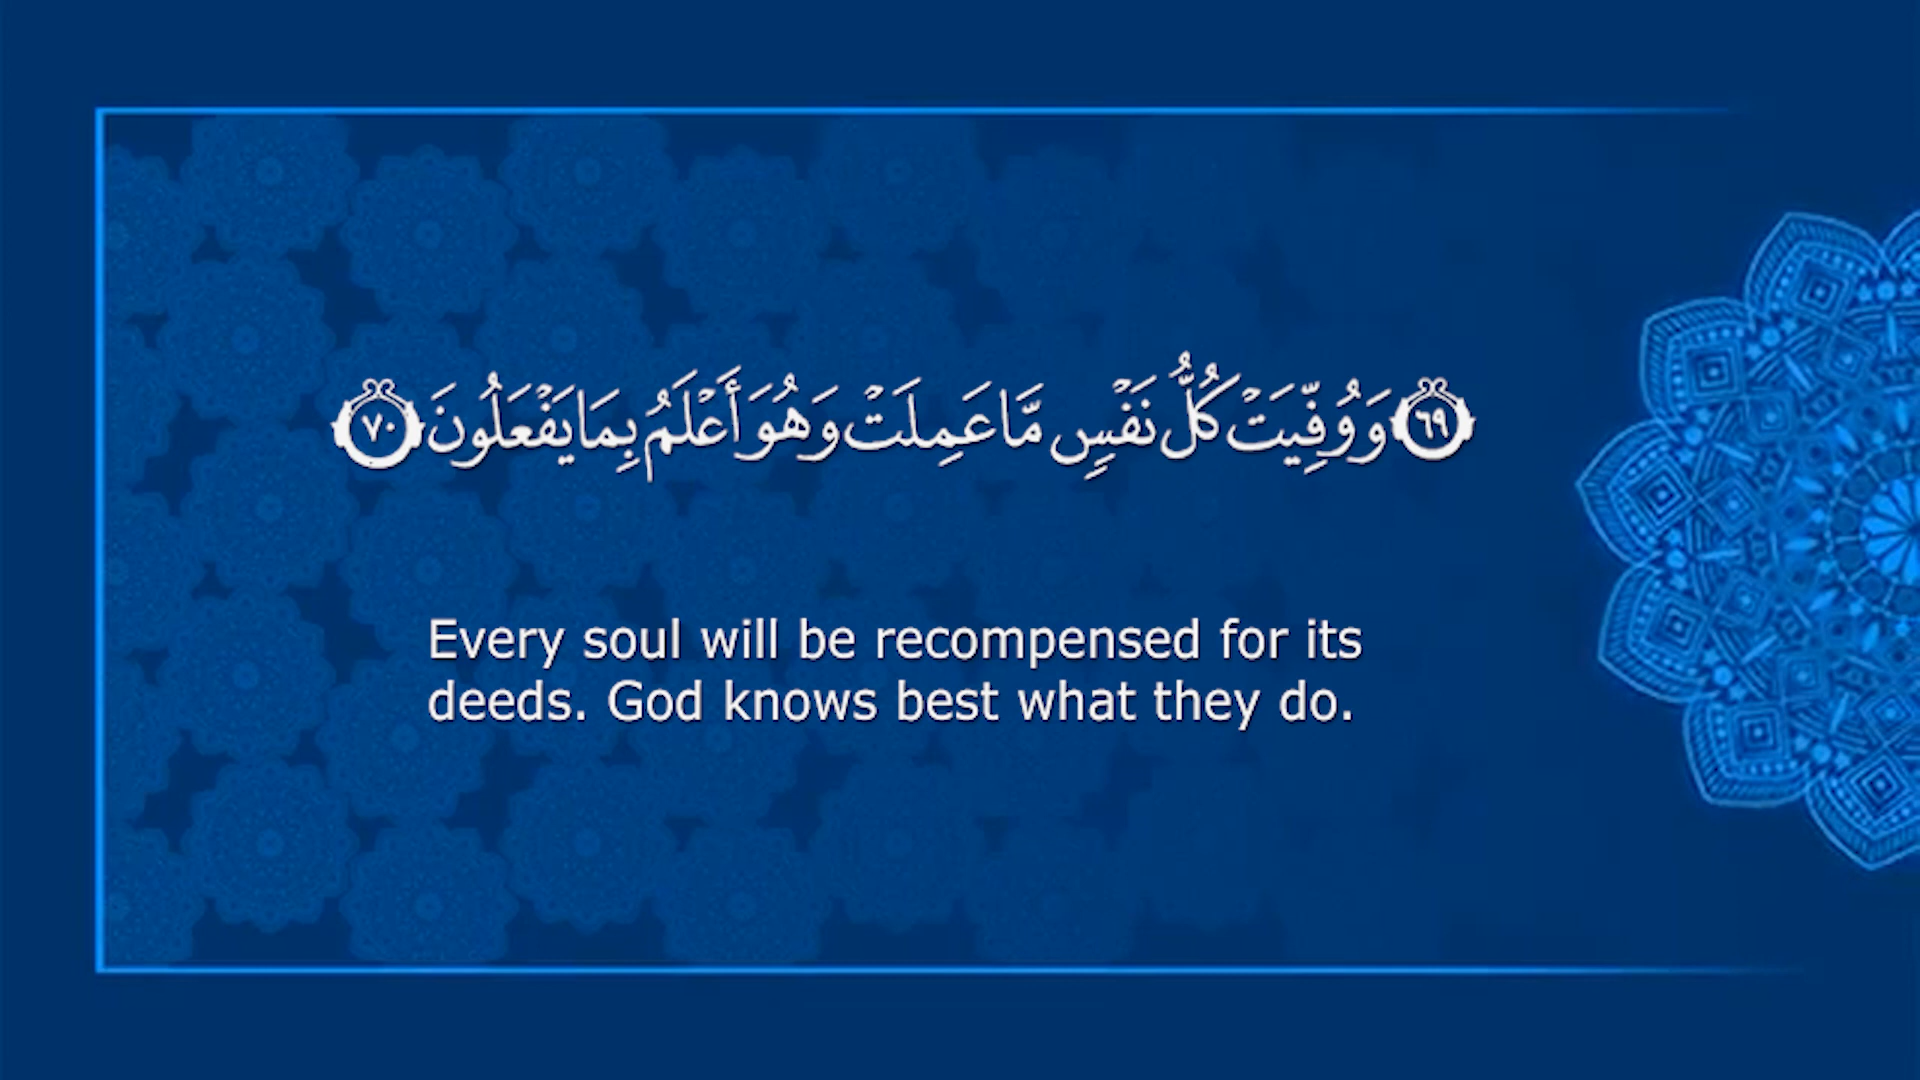 ٦٩ وَوُفِّيَتْ كُلُّ نَفْسٍ مَّا عَمِلَتْ وَهُوَ أَعْلَمُ بِمَا يَفْعَلُونَ ٧٠
Every soul will be recompensed for its
deeds. God knows best what they do.